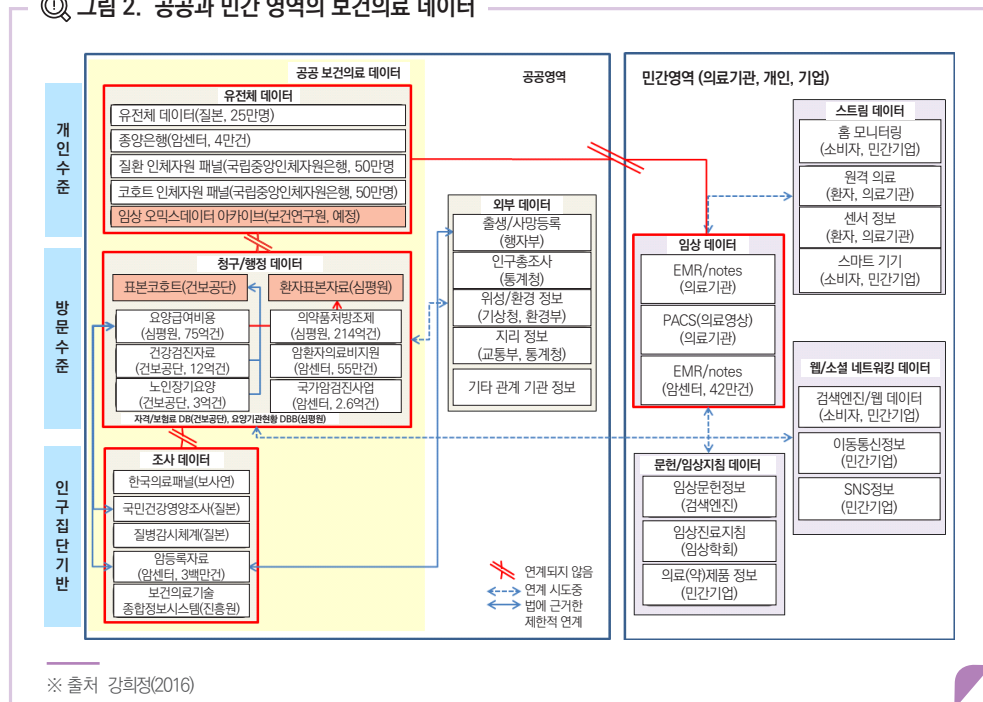 그림 2. 공공과 민간 영역의 보건의료 데이터
공공 보건의료 데이터
공공영역
민간영역 (의료기관, 개인, 기업)
개인수준
유전체 데이터
유전체 데이터(질본, 25만명)
종양은행(암센터, 4만건)
질환 인체자원 패널(국립중앙인체자원은행, 50만명
코호트 인체자원 패널(국립중앙인체자원은행, 50만명)
임상 오믹스데이터 아카이브(보건연구원, 예정)
방문수준
청구/행정 데이터
표본코호트(건보공단)
환자표본자료(심평원)
요양급여비용
(심평원, 75억건)
건강검진자료
(건보공단, 12억건)
노인장기요양
(건보공단, 3억건)
의약품처방조제
(심평원, 214억건)
암환자의료비지원
(암센터, 55만건)
국가암검진사업
(암센터, 2.6억건)
자격/보험료 DB(건보공단), 요양기관현황 DBB(심평원)
인구집단기반
조사 데이터
한국의료패널(보사연)
국민건강영양조사(질본)
질병감시체계(질본)
암등록자료
(암센터, 3백만건)
보건의료기술
종합정보시스템(진흥원)
외부 데이터
출생/사망등록
(행자부)
인구총조사
(통계청)
위성/환경 정보
(기상청, 환경부)
지리 정보
(교통부, 통계청)
기타 관계 기관 정보
연계되지 않음
연계 시도중
법에 근거한
제한적 연계
임상 데이터
EMR/notes
(의료기관)
PACS(의료영상)
(의료기관)
EMR/notes
(암센터, 42만건)
문헌/임상지침 데이터
임상문헌정보
(검색엔진)
임상진료지침
(임상학회)
의료(약)제품 정보
(민간기업)
스트림 데이터
홈 모니터링
(소비자, 민간기업)
원격 의료
(환자, 의료기관)
센서 정보
(환자, 의료기관)
스마트 기기
(소비자, 민간기업)
웹/소셜 네트워킹 데이터
검색엔진/웹 데이터
(소비자, 민간기업)
이동통신정보
(민간기업)
SNS정보
(민간기업)
※ 출처 강희정(2016)